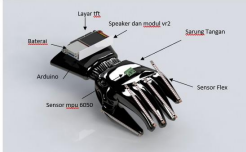 Layar tft
Speaker dan modul vr2
Baterai
Sarung Tangan
Arduino
Sensor Flex
Sensor mpu 6050